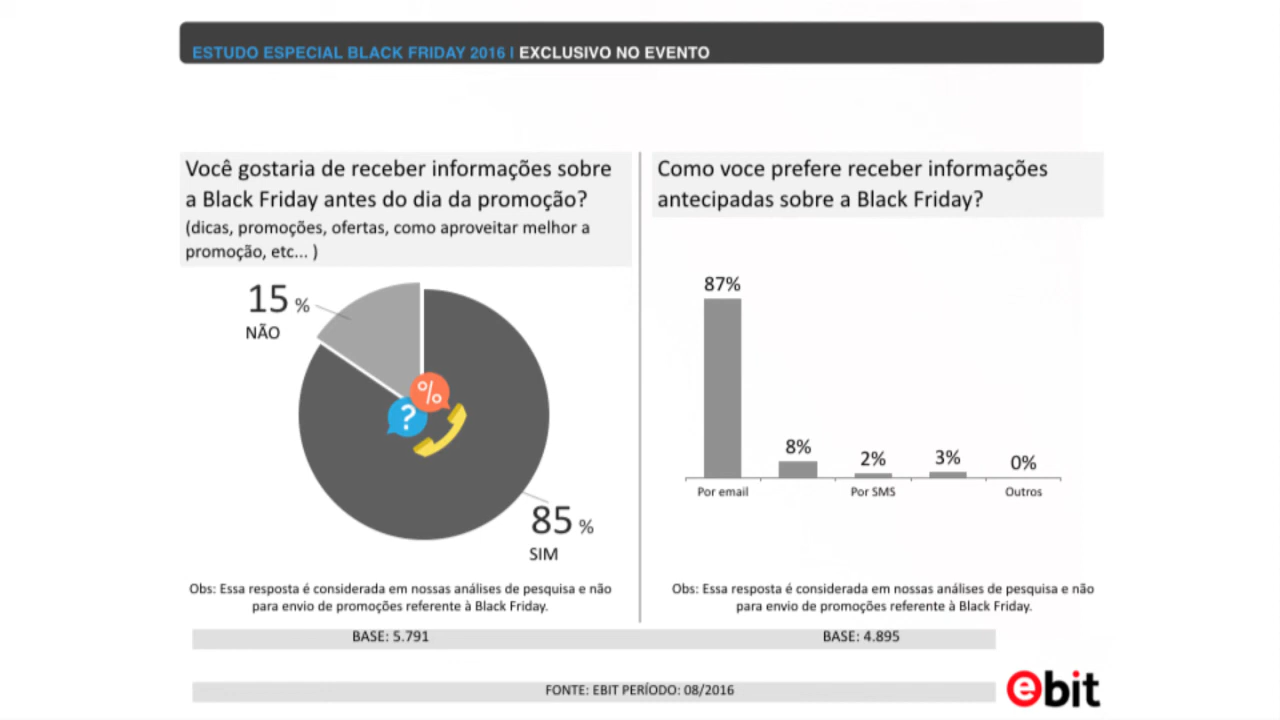 ESTUDO ESPECIAL BLACK FRIDAY 2016 | EXCLUSIVO NO EVENTO
Você gostaria de receber informações sobre
a Black Friday antes do dia da promoção?
(dicas, promoções, ofertas, como aproveitar melhor a
promoção, etc... )
15 %
NÃO
%
?
85 %
SIM
Obs: Essa resposta é considerada em nossas análises de pesquisa e não
para envio de promoções referente à Black Friday.
BASE: 5.791
Como voce prefere receber informações
antecipadas sobre a Black Friday?
87%
8%
2%
3%
0%
Por email
Por SMS
Outros
Obs: Essa resposta é considerada em nossas análises de pesquisa e não
para envio de promoções referente à Black Friday.
BASE: 4.895
FONTE: EBIT PERÍODO: 08/2016
ebit